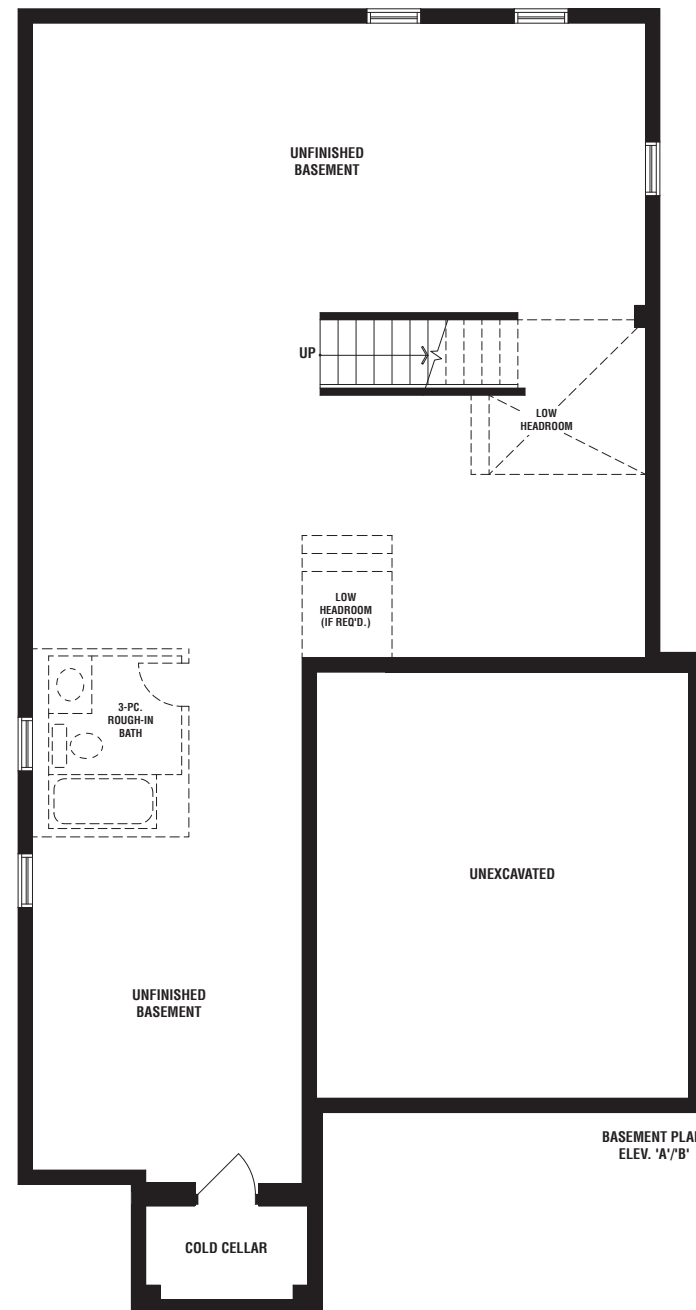 UNFINISHED
BASEMENT
UP
LOW
HEADROOM
LOW
HEADROOM
(IF REQ'D.)
3-PC.
ROUGH-IN
BATH
UNEXCAVATED
UNFINISHED
BASEMENT
BASEMENT PLA
ELEV. 'A'/'B'
COLD CELLAR